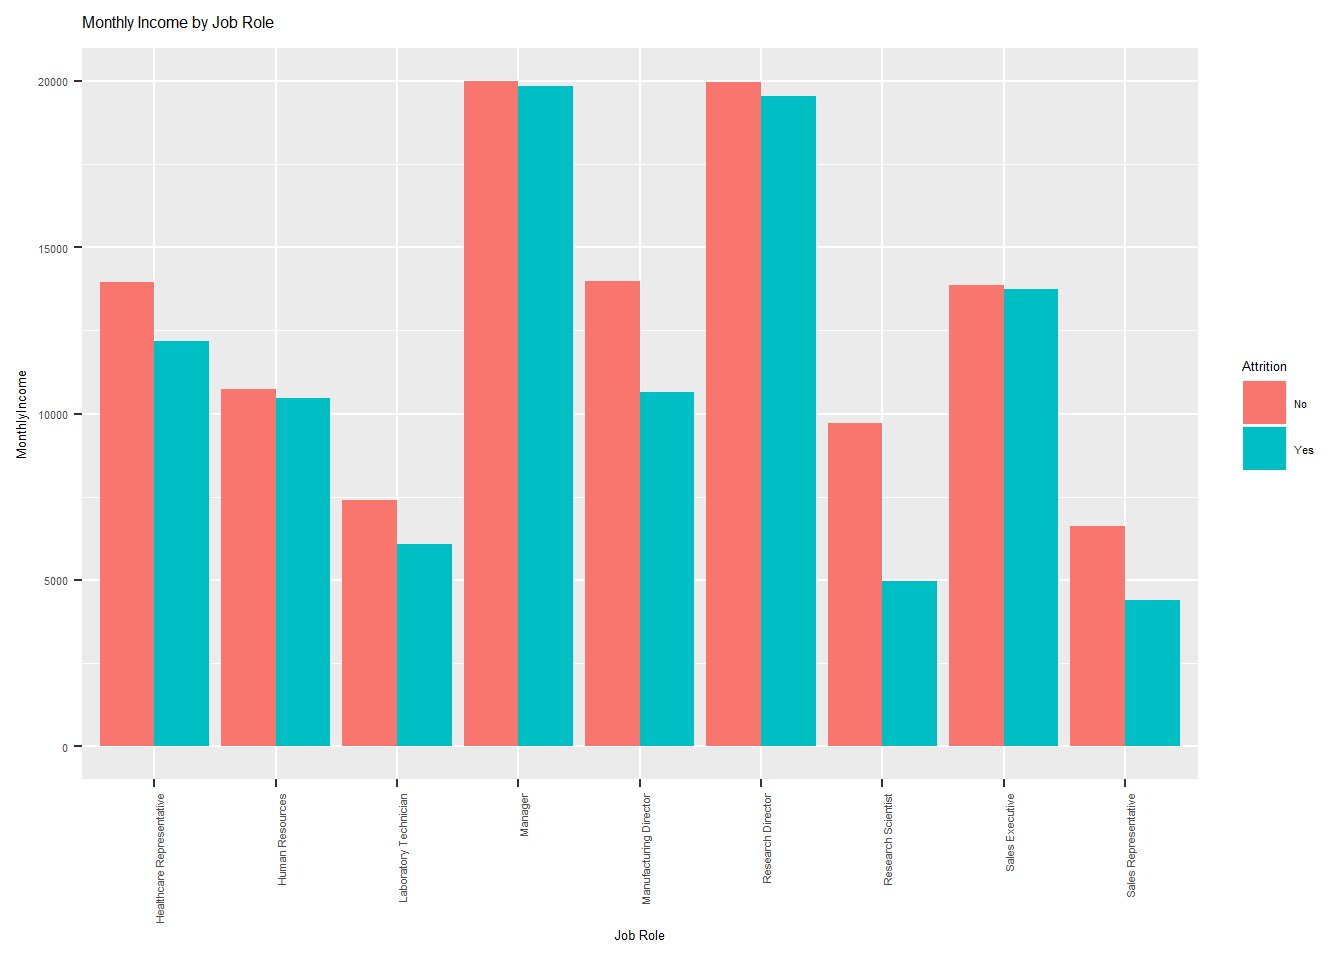 Monthly Income by Job Role
20000
15000
10000
5000
0
MonthlyIncome
Healthcare Representative
Human Resources
Laboratory Technician
Manager
Manufacturing Director
Research Director
Research Scientist
Sales Executive
Sales Representative
Job Role
Attrition
No
Yes